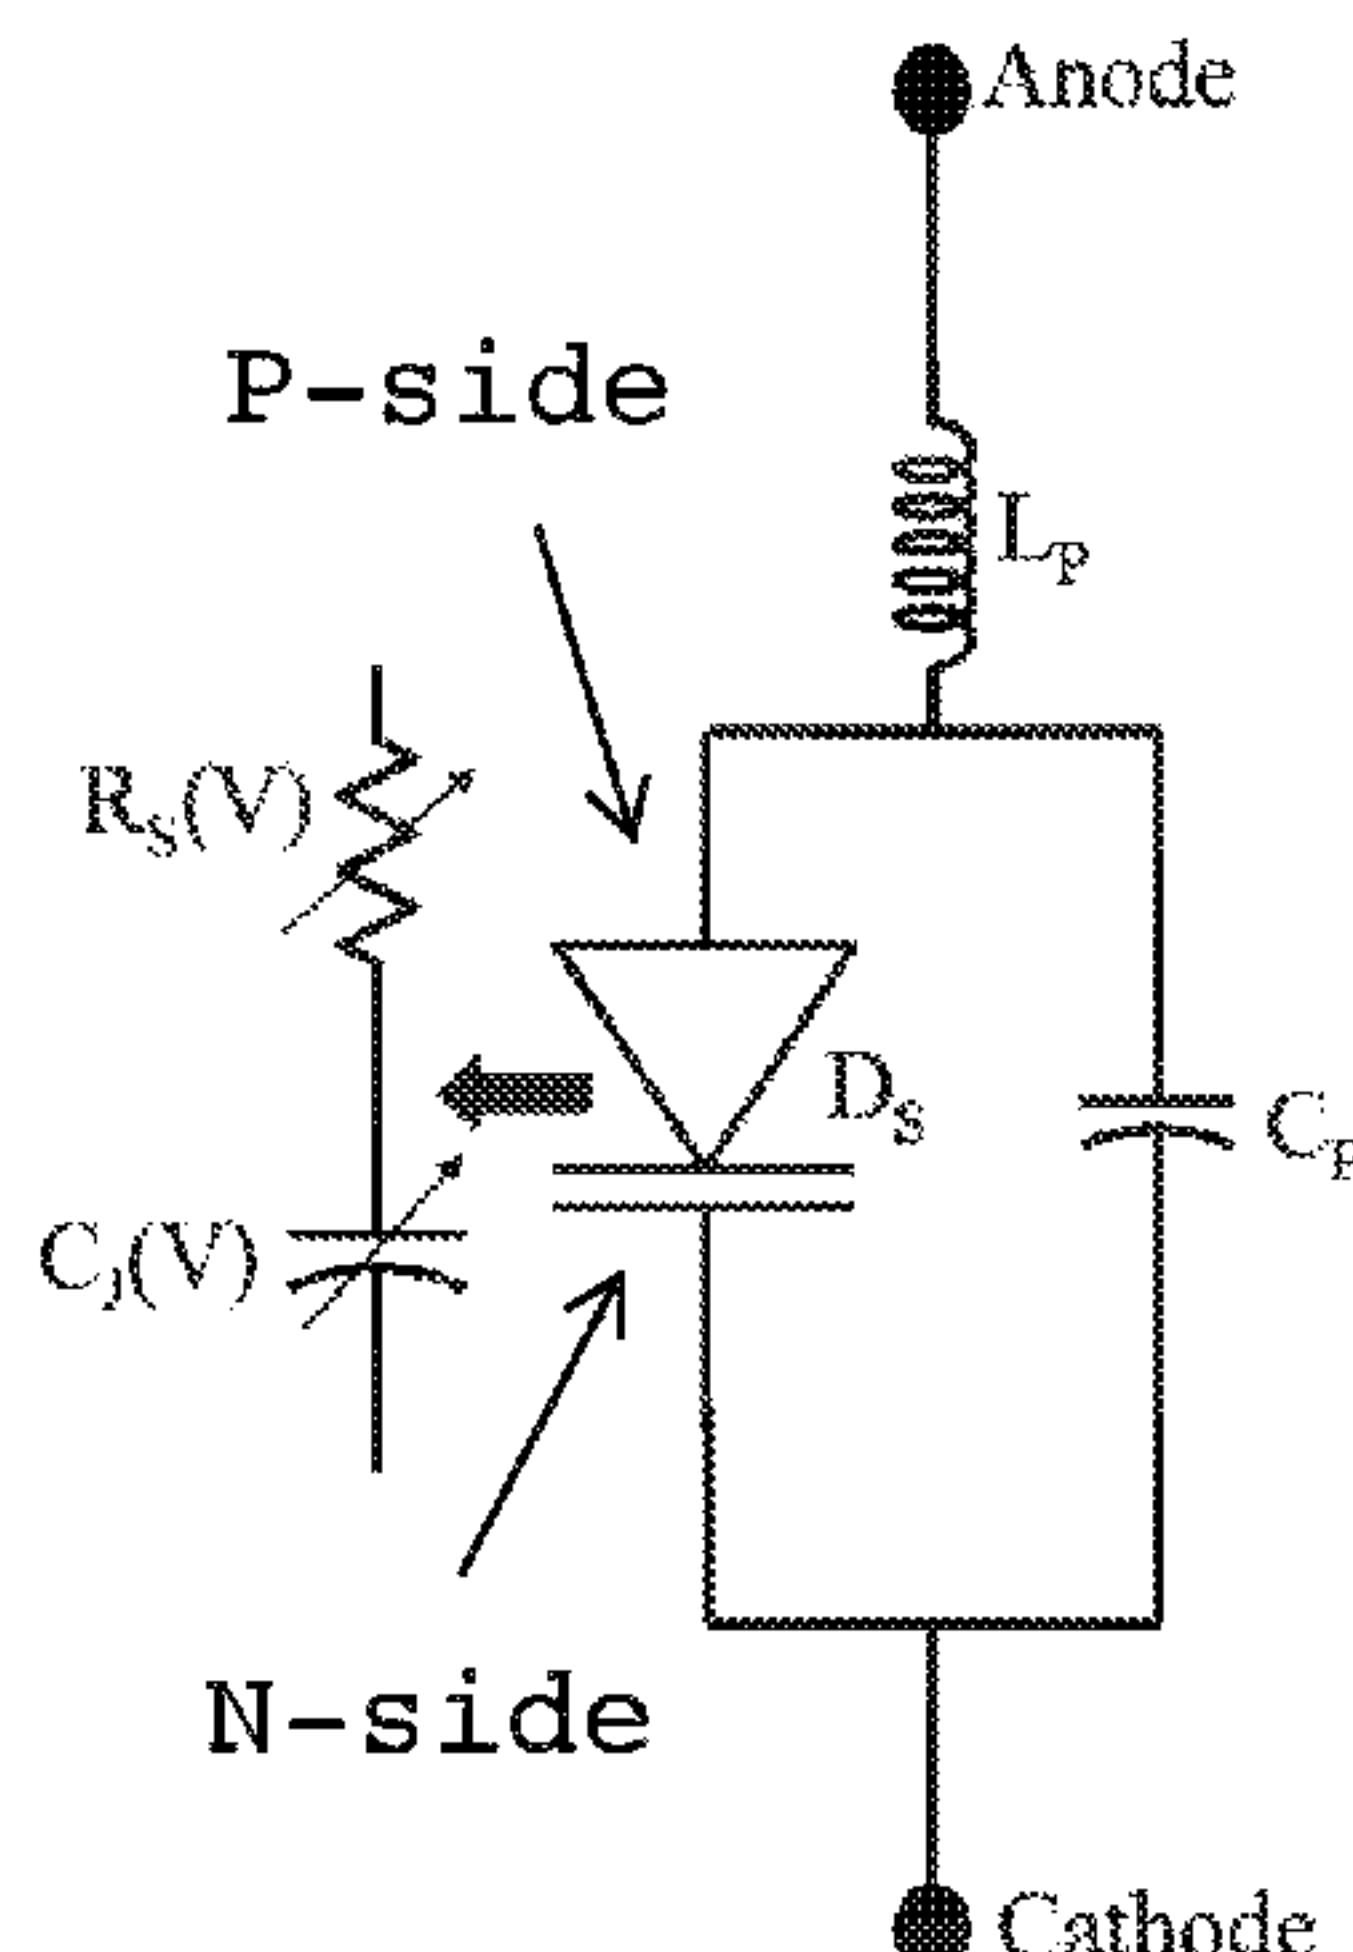 Anode
P-side
Lp
RS(V)
DS
Cp
CJ(V)
N-side
Cathode